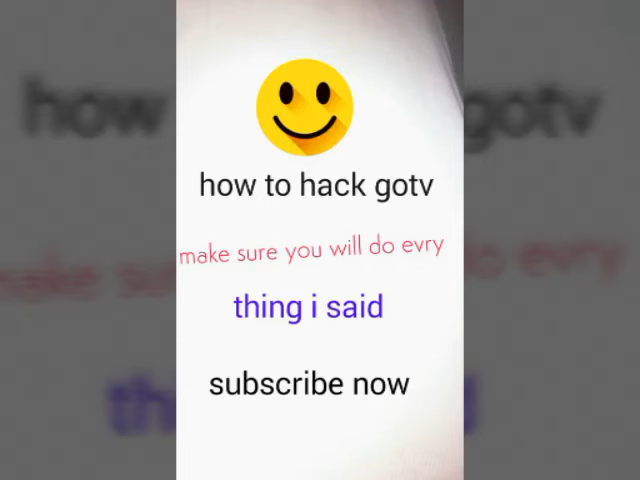 how to hack gotv
make sure you will do evry
thing i said
subscribe now